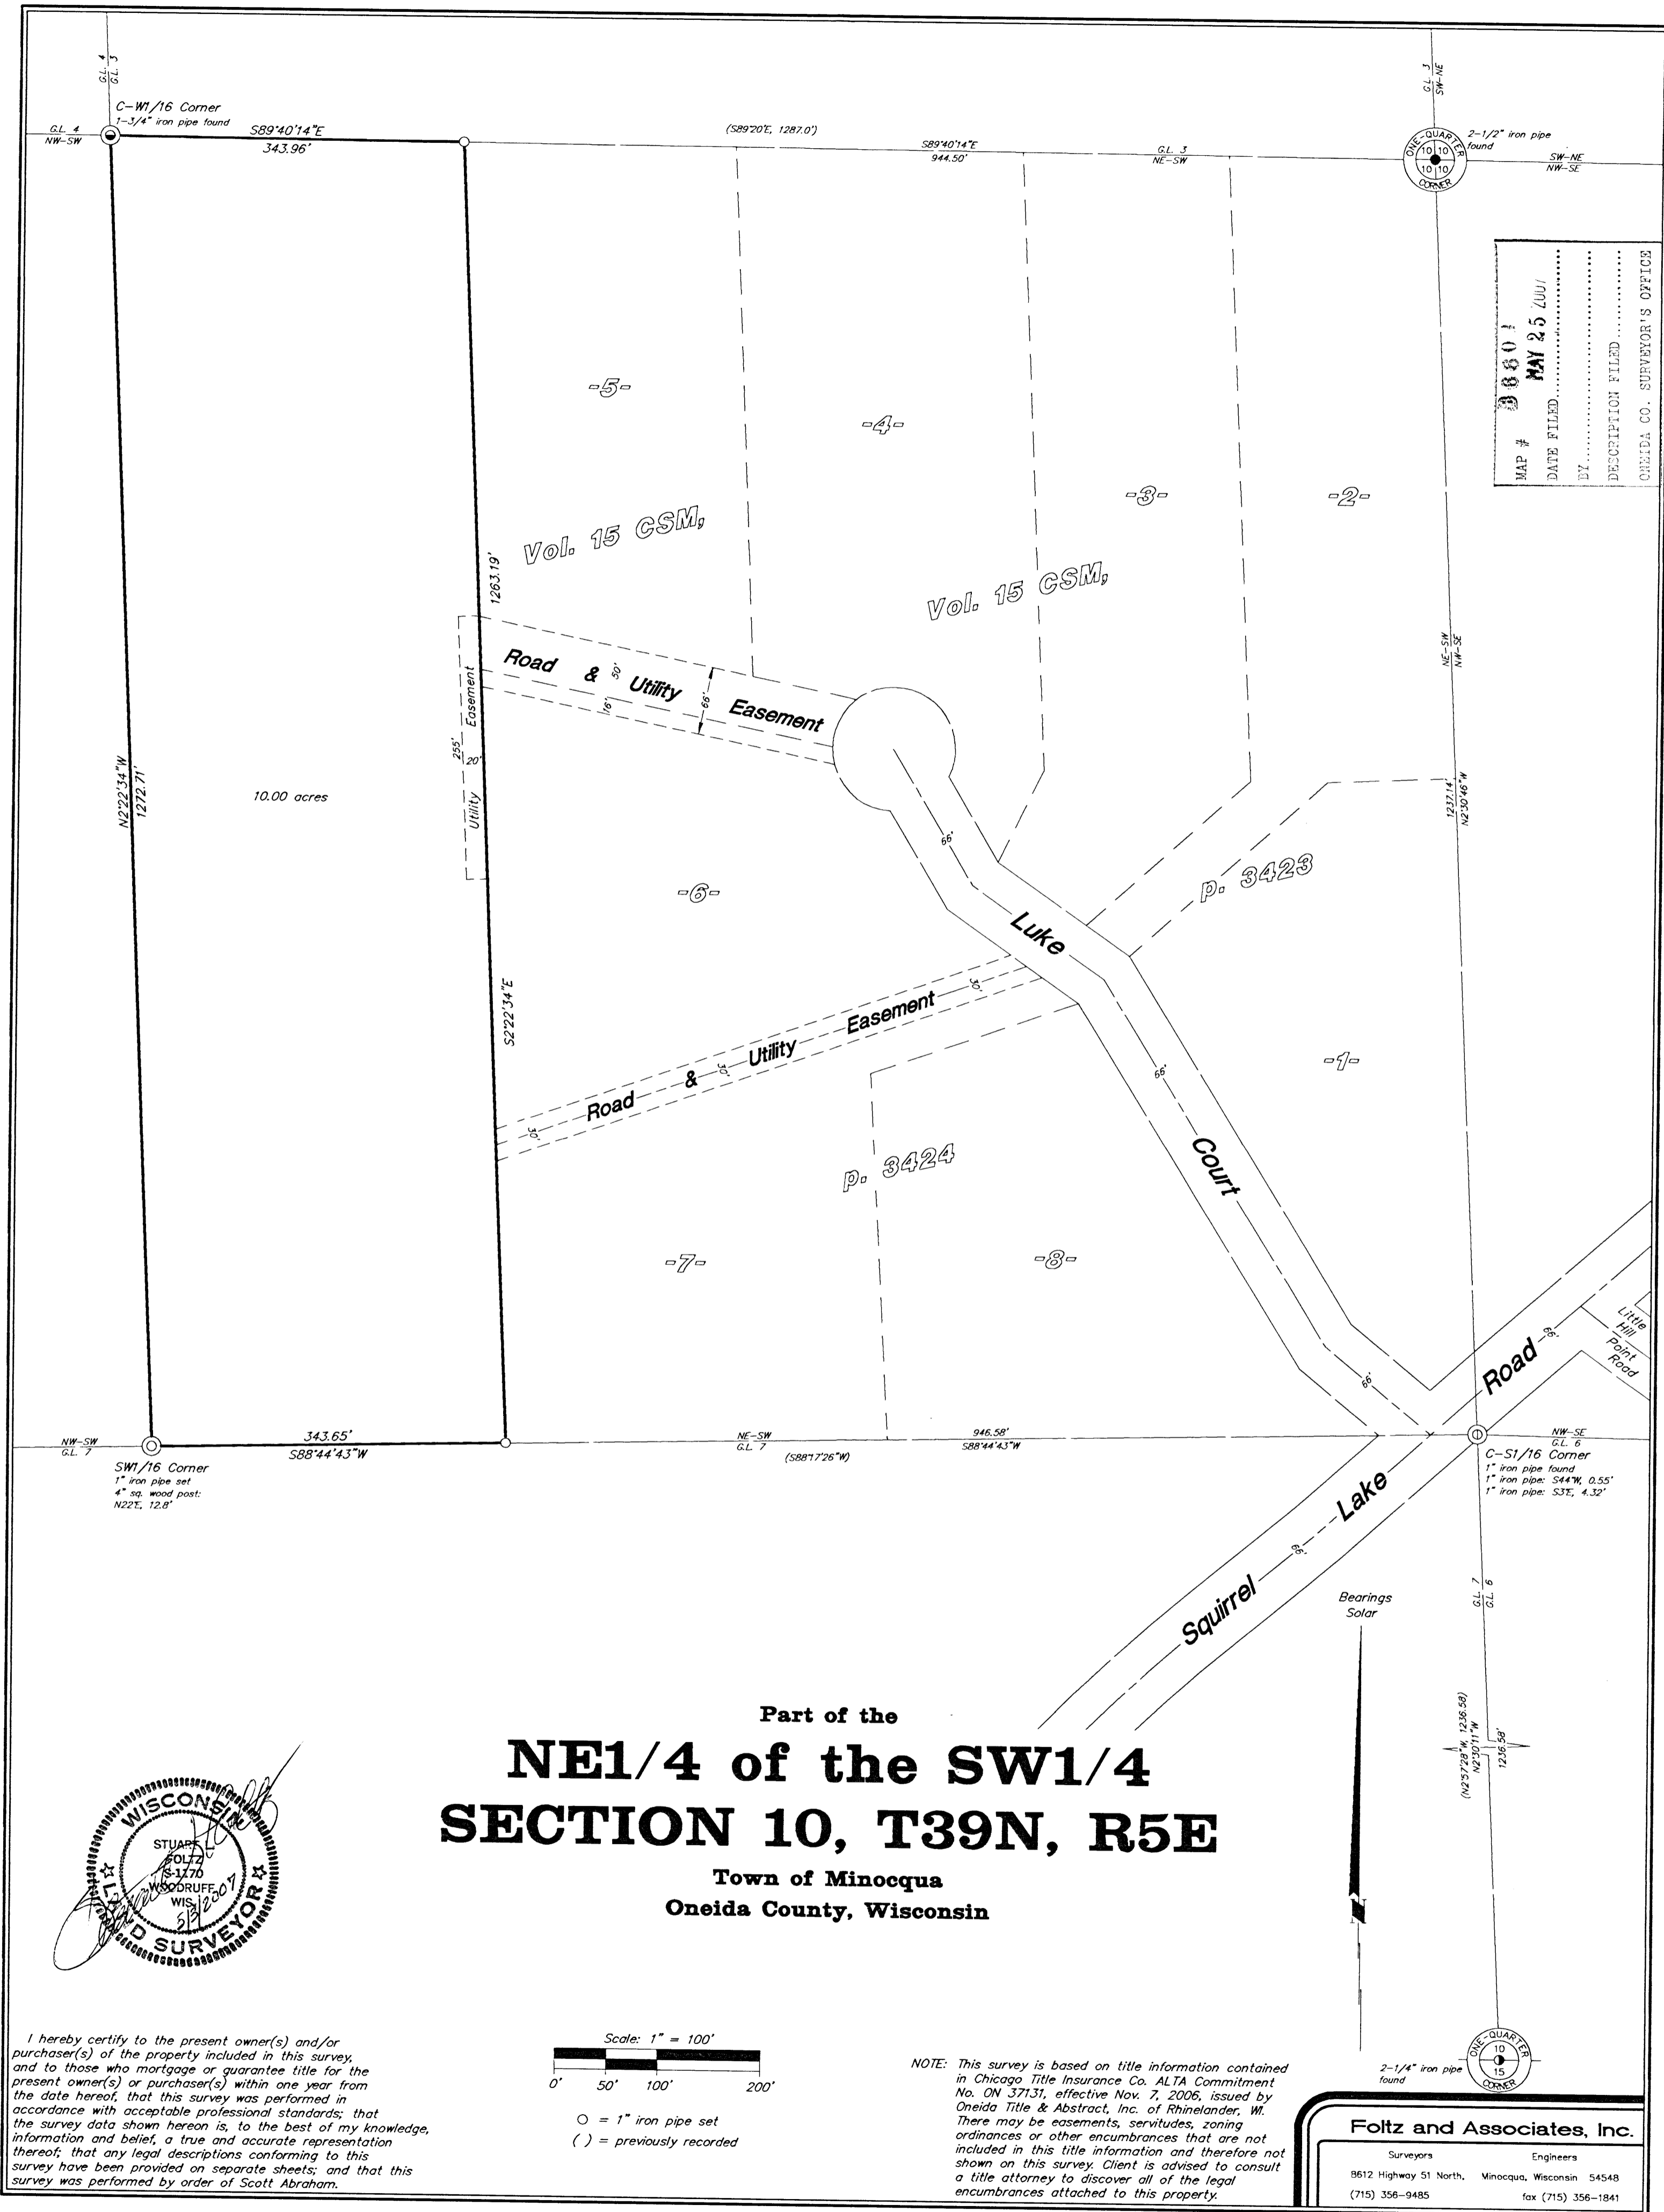 G.L. 4
G.L. 3
C-W1/16 Corner
1-3/4" iron pipe found
G.L. 4
NW-SW
S89°40'14"E
343.96'
(S89°20'E, 1287.0')
S89°40'14"E
944.50'
G.L. 3
NE-SW
G.L. 3
SW-NE
ONE-QUARTER
10 10
10 10
CORNER
2-1/2" iron pipe
found
SW-NE
NW-SE
MAP #
DATE FILED MAY 25 2007
BY
DESCRIPTION FILED
ONEIDA CO. SURVEYOR'S OFFICE
-5-
-4-
-3-
-2-
Vol. 15 CSM,
Vol. 15 CSM,
1263.19'
NE-SW
NW-SE
Road & Utility Easement
50'
16'
66'
Utility Easement
255'
20'
N2°22'34"W
1272.71'
10.00 acres
1237.14'
N2°30'46"W
66'
p. 3423
-6-
Luke
Court
S2°22'34"E
Road & Utility Easement
30'
30'
30'
66'
-1-
p. 3424
-7-
-8-
66'
Little
Hill
Point
Road
66'
NW-SW
G.L. 7
343.65'
S88°44'43"W
NE-SW
G.L. 7
(S88°17'26"W)
946.58'
S88°44'43"W
NW-SE
G.L. 6
SW1/16 Corner
1" iron pipe set
4" sq. wood post:
N22°E, 12.8'
C-S1/16 Corner
1" iron pipe found
1" iron pipe: S44°W, 0.55'
1" iron pipe: S3°E, 4.32'
Squirrel Lake Road
66'
Bearings
Solar
G.L. 7
G.L. 6
(N2°57'28"W, 1236.58)
N2°30'11"W
1236.58'
N
Part of the
NE1/4 of the SW1/4
SECTION 10, T39N, R5E
Town of Minocqua
Oneida County, Wisconsin
WISCONSIN
STUART L.
FOLTZ
S-1170
WOODRUFF
WIS.
LAND SURVEYOR
I hereby certify to the present owner(s) and/or
purchaser(s) of the property included in this survey,
and to those who mortgage or guarantee title for the
present owner(s) or purchaser(s) within one year from
the date hereof, that this survey was performed in
accordance with acceptable professional standards; that
the survey data shown hereon is, to the best of my knowledge,
information and belief, a true and accurate representation
thereof; that any legal descriptions conforming to this
survey have been provided on separate sheets; and that this
survey was performed by order of Scott Abraham.
Scale: 1" = 100'
0' 50' 100' 200'
O = 1" iron pipe set
( ) = previously recorded
NOTE: This survey is based on title information contained
in Chicago Title Insurance Co. ALTA Commitment
No. ON 37131, effective Nov. 7, 2006, issued by
Oneida Title & Abstract, Inc. of Rhinelander, WI.
There may be easements, servitudes, zoning
ordinances or other encumbrances that are not
included in this title information and therefore not
shown on this survey. Client is advised to consult
a title attorney to discover all of the legal
encumbrances attached to this property.
2-1/4" iron pipe
found
ONE-QUARTER
10
15
CORNER
Foltz and Associates, Inc.
Surveyors Engineers
8612 Highway 51 North, Minocqua, Wisconsin 54548
(715) 356-9485 fax (715) 356-1841